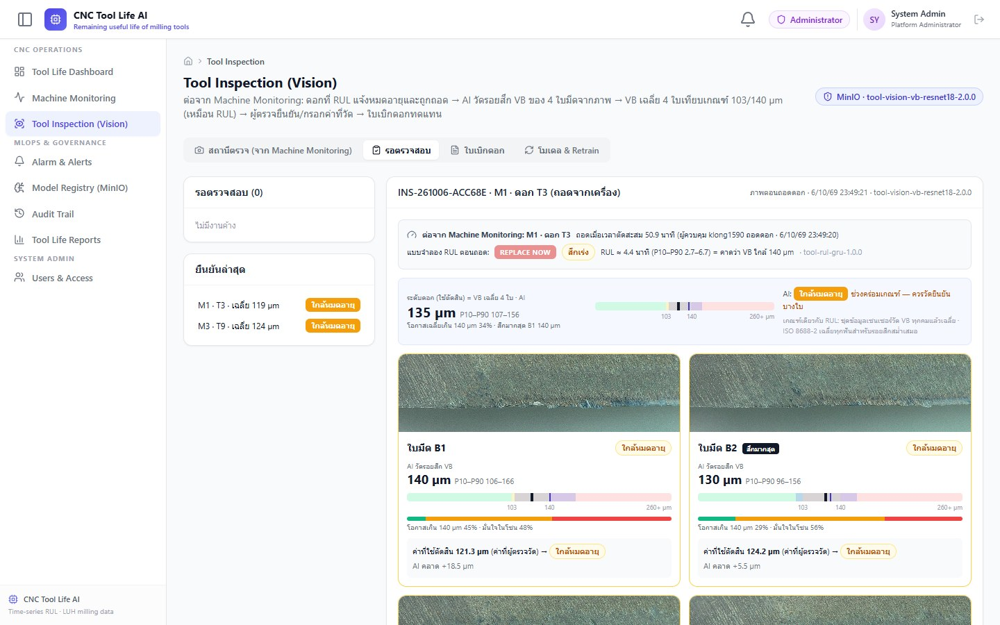 CNC Tool Life AI
Remaining useful life of milling tools
Administrator
SY
System Admin
Platform Administrator
CNC OPERATIONS
Tool Life Dashboard
Machine Monitoring
Tool Inspection (Vision)
MLOPS & GOVERNANCE
Alarm & Alerts
Model Registry (MinIO)
Audit Trail
Tool Life Reports
SYSTEM ADMIN
Users & Access
CNC Tool Life AI
Time-series RUL · LUH milling data
Tool Inspection
Tool Inspection (Vision)
ต่อจาก Machine Monitoring: ดอกที่ RUL แจ้งหมดอายุและถูกถอด → AI วัดรอยสึก VB ของ 4 ใบมีดจากภาพ → VB เฉลี่ย 4 ใบเทียบเกณฑ์ 103/140 µm
(เหมือน RUL) → ผู้ตรวจยืนยัน/กรอกค่าที่วัด → ใบเบิกดอกทดแทน
MinIO · tool-vision-vb-resnet18-2.0.0
สถานีตรวจ (จาก Machine Monitoring)
รอตรวจสอบ
ใบเบิกดอก
โมเดล & Retrain
รอตรวจสอบ (0)
ไม่มีงานค้าง
ยืนยันล่าสุด
M1 · T3 · เฉลี่ย 119 µm
ใกล้หมดอายุ
M3 · T9 · เฉลี่ย 124 µm
ใกล้หมดอายุ
INS-261006-ACC68E · M1 · ดอก T3 (ถอดจากเครื่อง)
ภาพตอนถอดดอก · 6/10/69 23:49:21 · tool-vision-vb-resnet18-2.0.0
ต่อจาก Machine Monitoring: M1 · ดอก T3 ถอดเมื่อเวลาตัดสะสม 50.9 นาที (ผู้ควบคุม klong1590 ถอดดอก · 6/10/69 23:49:20)
แบบจำลอง RUL ตอนถอด: REPLACE NOW สึกเร่ง RUL ≈ 4.4 นาที (P10–P90 2.7–6.7) = คาดว่า VB ใกล้ 140 µm · tool-rul-gru-1.0.0
ระดับดอก (ใช้ตัดสิน) = VB เฉลี่ย 4 ใบ · AI
135 µm P10–P90 107–156
โอกาสเฉลี่ยเกิน 140 µm 34% · สึกมากสุด B1 140 µm
103
140
260+ µm
AI: ใกล้หมดอายุ ช่วงคร่อมเกณฑ์ — ควรวัดยืนยัน
บางใบ
เกณฑ์เดียวกับ RUL: ชุดข้อมูลเซนเซอร์วัด VB ทุกคมแล้วเฉลี่ย ·
ISO 8688-2 เฉลี่ยทุกฟันสำหรับรอยสึกสม่ำเสมอ
ใบมีด B1
ใกล้หมดอายุ
AI วัดรอยสึก VB
140 µm P10–P90 106–166
103
140
260+ µm
โอกาสเกิน 140 µm 45% · มั่นใจในโซน 48%
ค่าที่ใช้ตัดสิน 121.3 µm (ค่าที่ผู้ตรวจวัด) → ใกล้หมดอายุ
AI คลาด +18.5 µm
ใบมีด B2
สึกมากสุด
ใกล้หมดอายุ
AI วัดรอยสึก VB
130 µm P10–P90 96–156
103
140
260+ µm
โอกาสเกิน 140 µm 29% · มั่นใจในโซน 56%
ค่าที่ใช้ตัดสิน 124.2 µm (ค่าที่ผู้ตรวจวัด) → ใกล้หมดอายุ
AI คลาด +5.5 µm